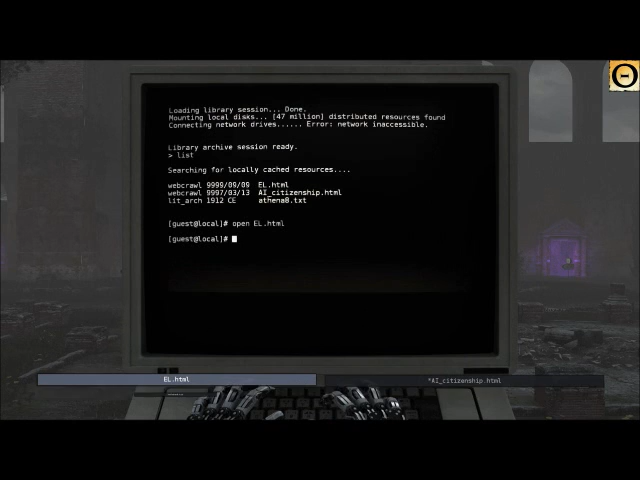 Loading library session... Done.
Mounting local disks... [47 million] distributed resources found
Connecting network drives...... Error: network inaccessible.
Library archive session ready.
> list
Searching for locally cached resources....
webcrawl 9999/09/09 EL.html
webcrawl 9997/03/13 AI_citizenship.html
lit_arch 1912 CE athena8.txt
[guest@local]# open EL.html
[guest@local]#
EL.html
*AI_citizenship.html